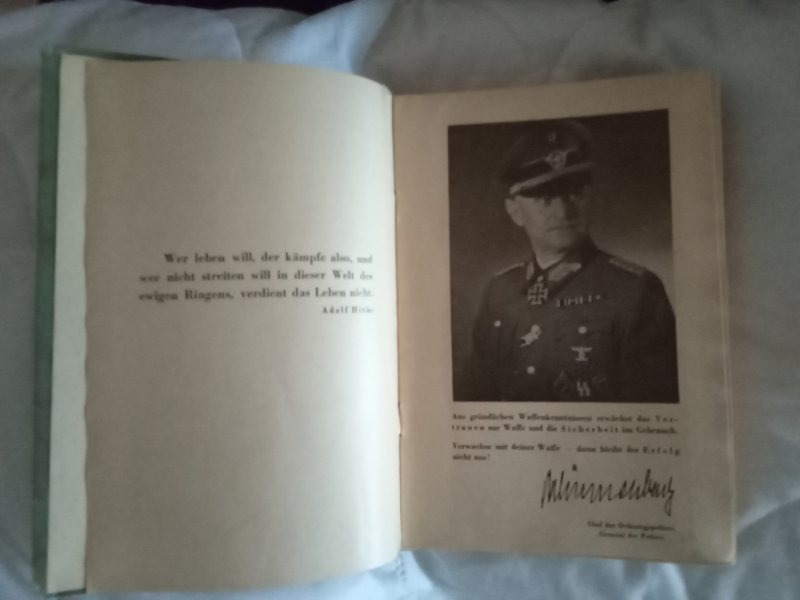 Wer leben will, der kämpfe also, und
wer nicht streiten will in dieser Welt des
ewigen Ringens, verdient das Leben nicht.
Adolf Hitler
Aus gründlichen Waffenkenntnissen erwächst das Ver-
trauen zur Waffe und die Sicherheit im Gebrauch.
Verwachse mit deiner Waffe – dann bleibt der Erfolg
nicht aus!
Chef der Ordnungspolizei,
General der Polizei.